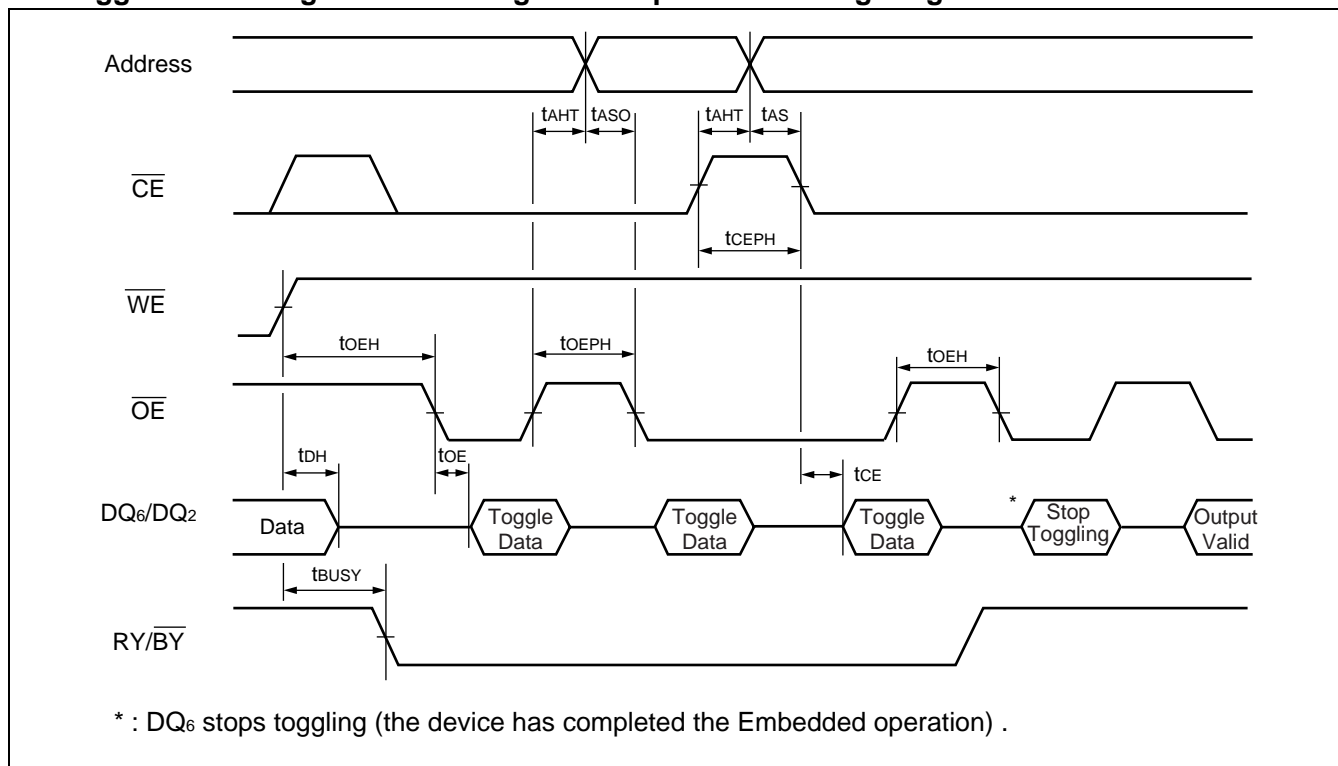 Address
tAHT tASO tAHT tAS
CE
tCEPH
WE
tOEH tOEPH tOEH
OE
tDH tOE tCE
DQ6/DQ2 Data Toggle Data Toggle Data Toggle Data * Stop Toggling Output Valid
tBUSY
RY/BY
* : DQ6 stops toggling (the device has completed the Embedded operation) .